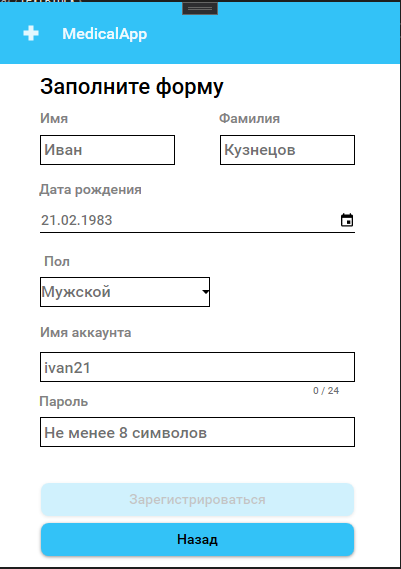 MedicalApp
Заполните форму
Имя Фамилия
Иван Кузнецов
Дата рождения
21.02.1983
Пол
Мужской
Имя аккаунта
ivan21
0 / 24
Пароль
Не менее 8 символов
Зарегистрироваться
Назад